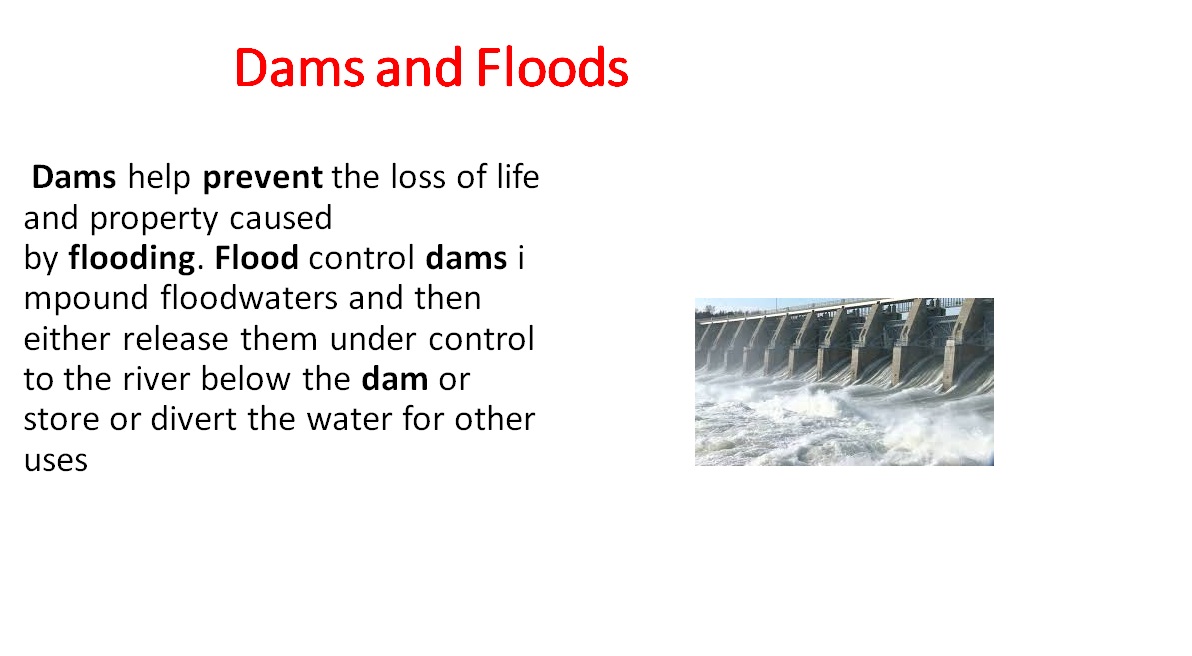 Dams and Floods
Dams help prevent the loss of life
and property caused
by flooding. Flood control dams i
mpound floodwaters and then
either release them under control
to the river below the dam or
store or divert the water for other
uses